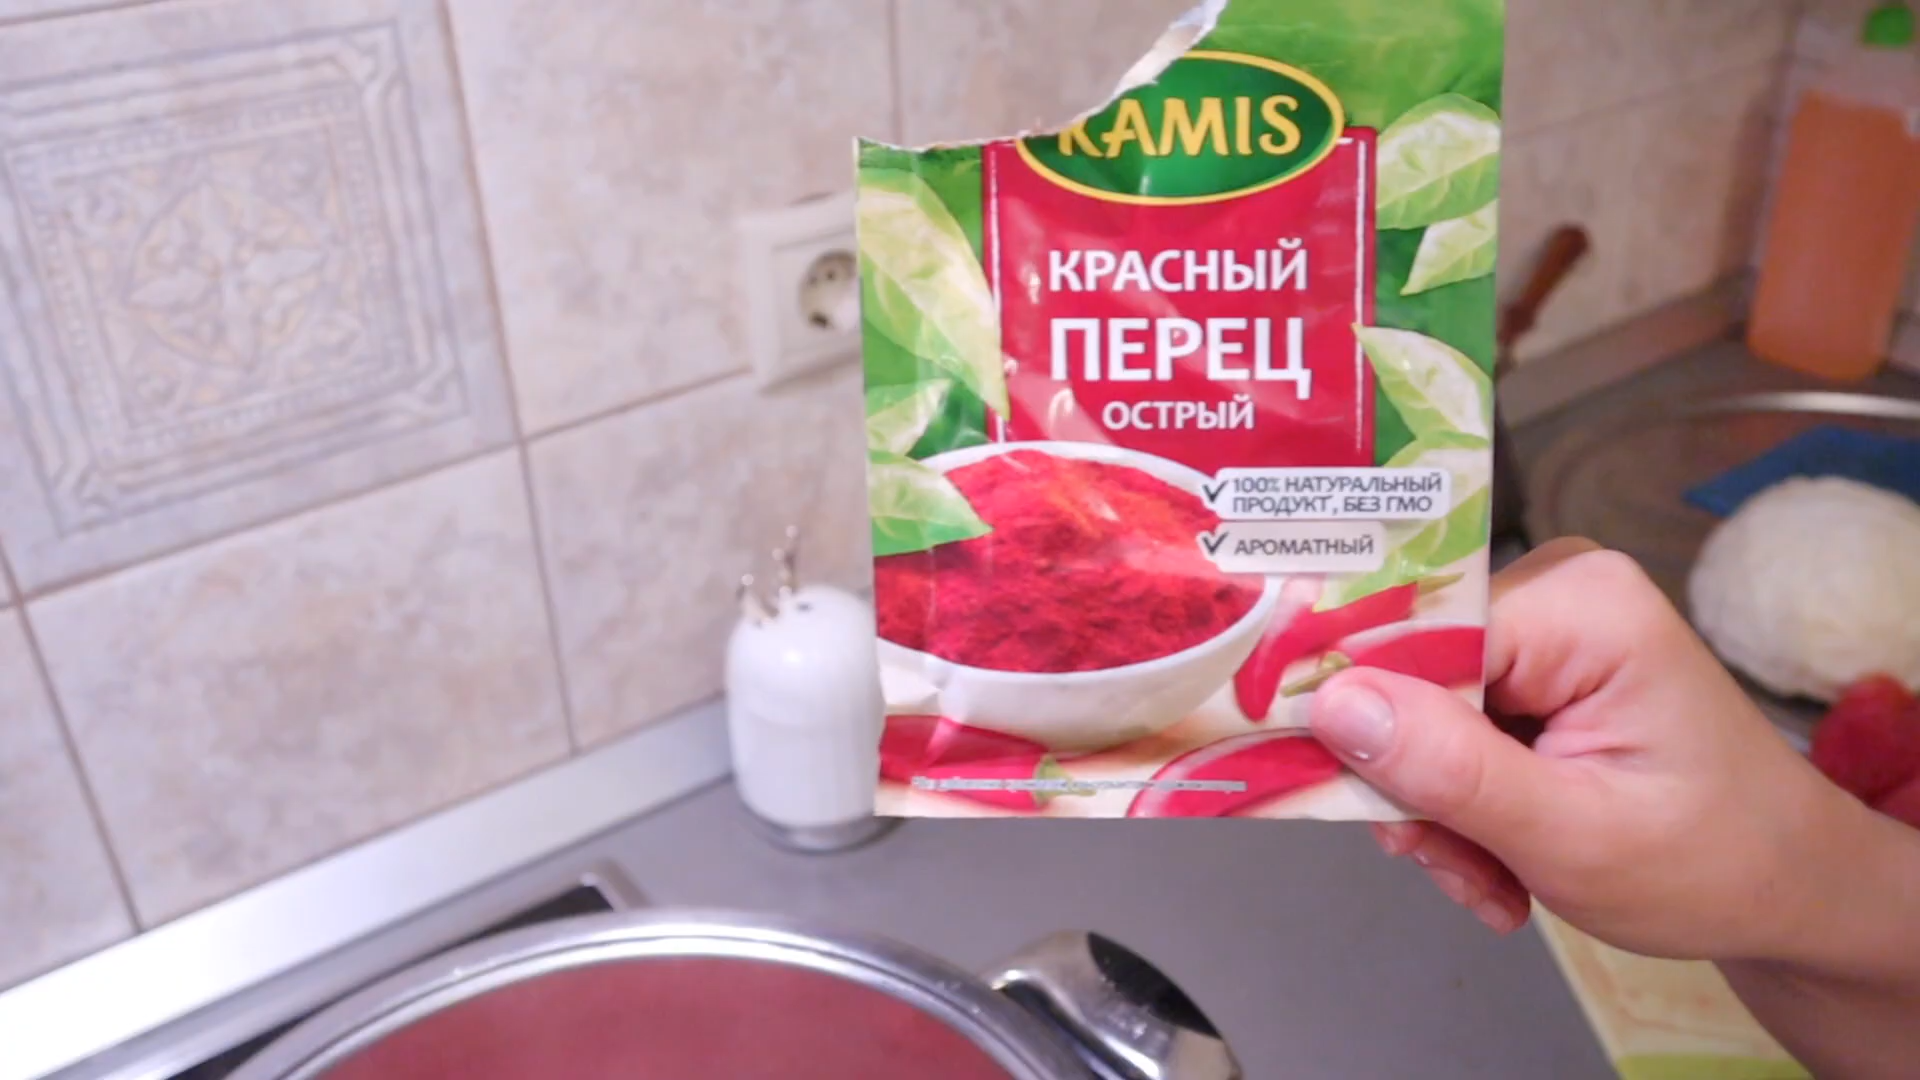 KAMIS
КРАСНЫЙ
ПЕРЕЦ
ОСТРЫЙ
100% НАТУРАЛЬНЫЙ
ПРОДУКТ, БЕЗ ГМО
АРОМАТНЫЙ